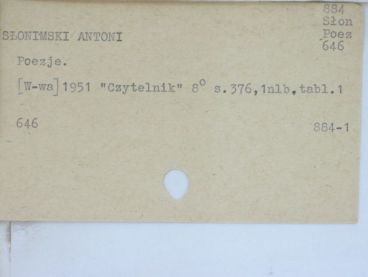 884
Słon
SŁONIMSKI ANTONI Poez
646
Poezje.
[W-wa]1951 "Czytelnik" 8° s.376,1nlb,tabl.1
646 884-1